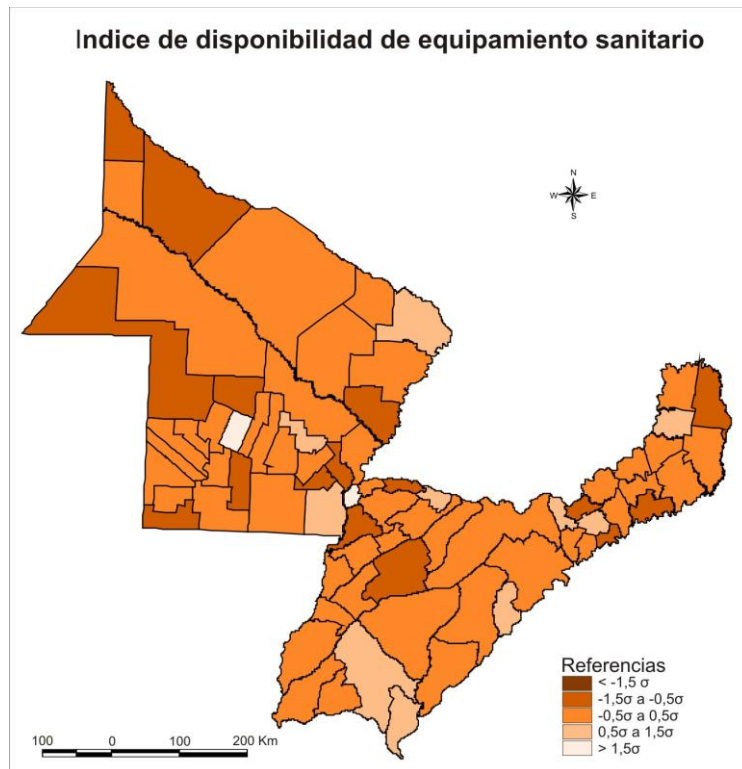 Indice de disponibilidad de equipamiento sanitario
N
W E
S
Referencias
< -1,5 σ
-1,5σ a -0,5σ
-0,5σ a 0,5σ
0,5σ a 1,5σ
> 1,5σ
100 0 100 200 Km